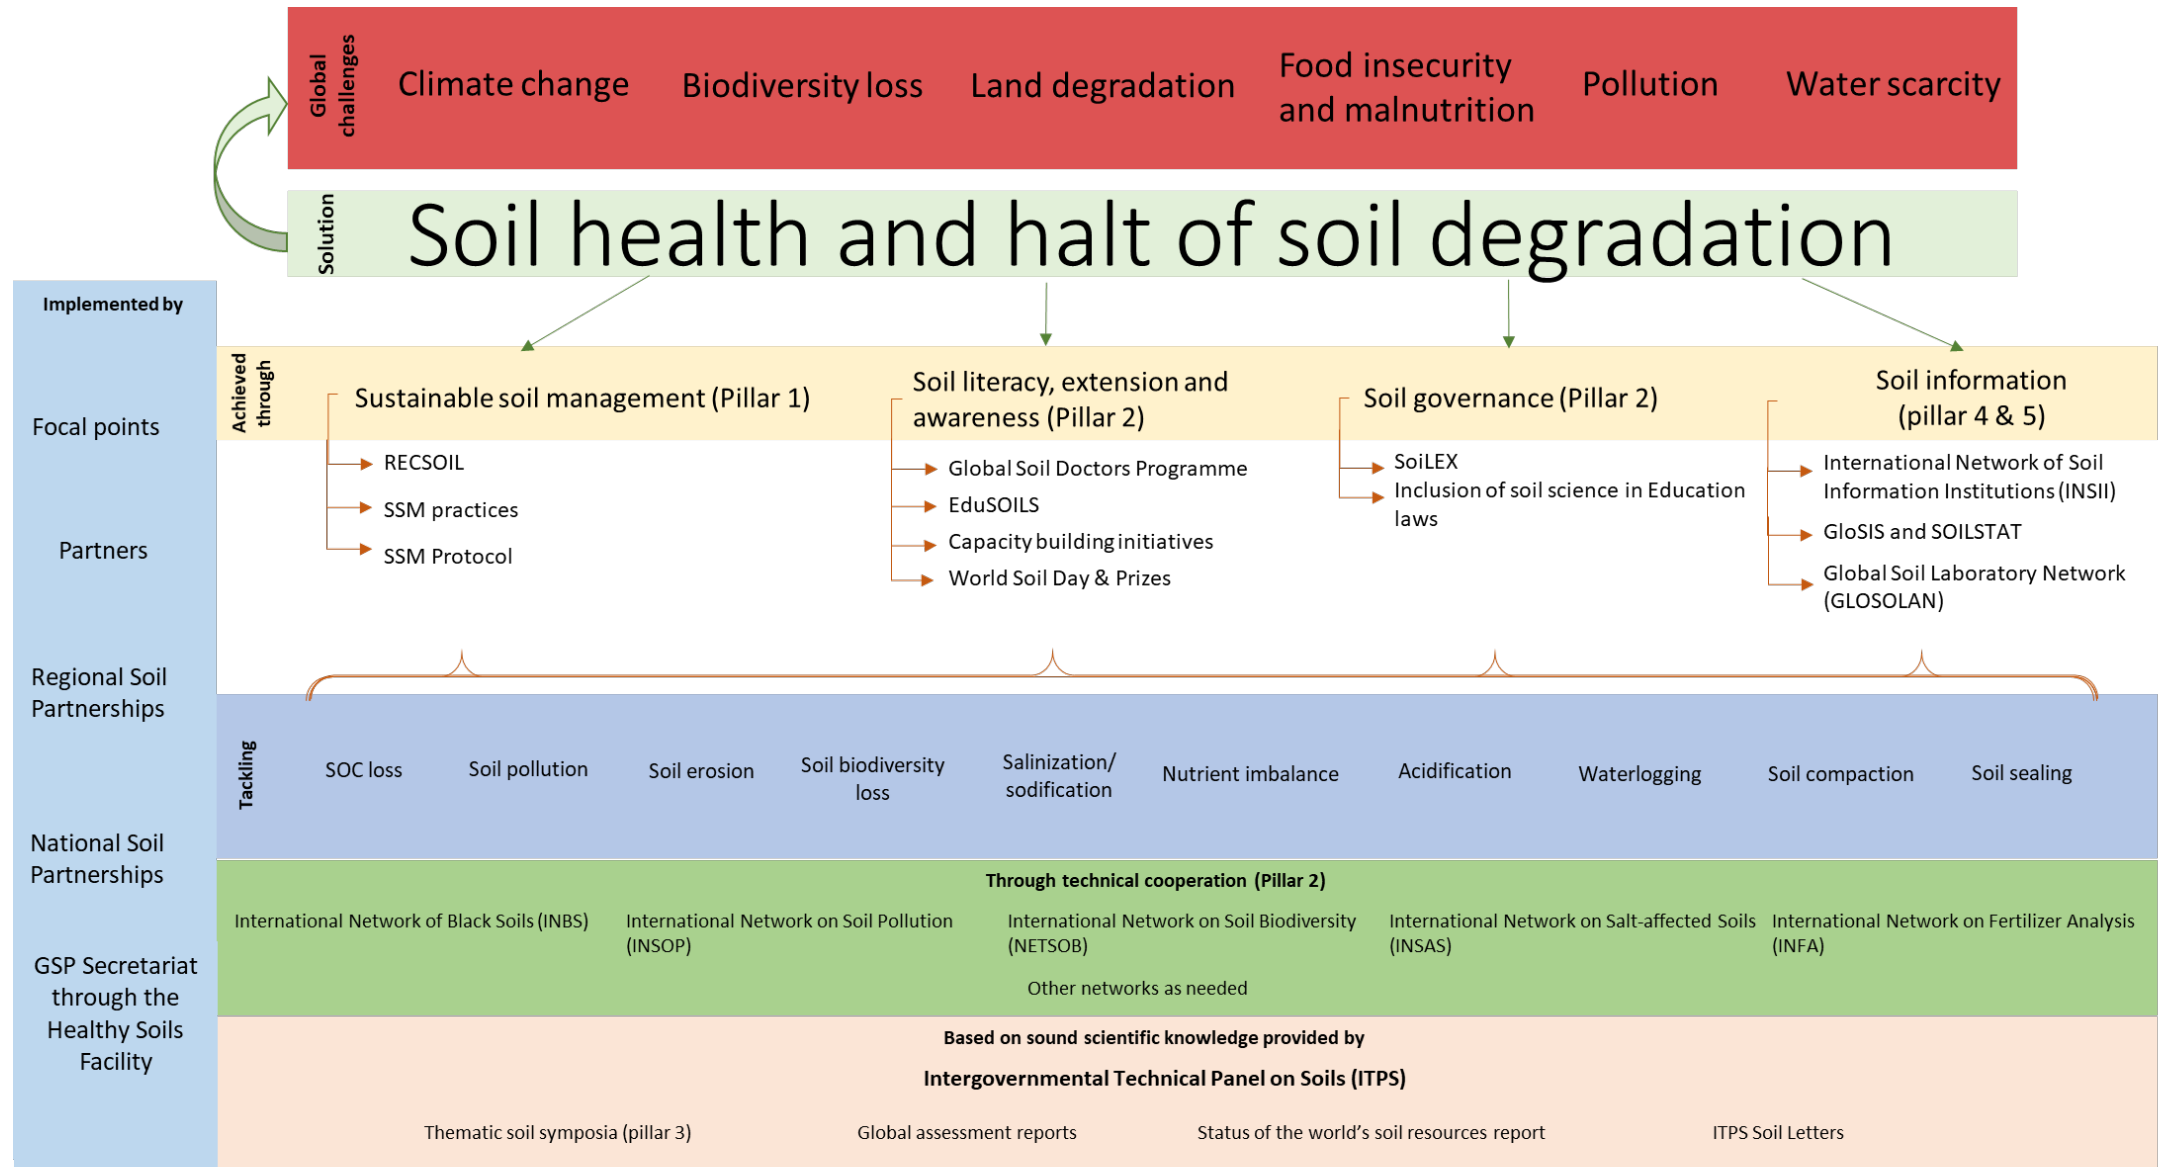 Global
challenges
Climate change
Biodiversity loss
Land degradation
Food insecurity
and malnutrition
Pollution
Water scarcity
Solution
Soil health and halt of soil degradation
Implemented by
Focal points
Partners
Regional Soil
Partnerships
National Soil
Partnerships
GSP Secretariat
through the
Healthy Soils
Facility
Achieved
through
Sustainable soil management (Pillar 1)
RECSOIL
SSM practices
SSM Protocol
Soil literacy, extension and
awareness (Pillar 2)
Global Soil Doctors Programme
EduSOILS
Capacity building initiatives
World Soil Day & Prizes
Soil governance (Pillar 2)
SoiLEX
Inclusion of soil science in Education
laws
Soil information
(pillar 4 & 5)
International Network of Soil
Information Institutions (INSII)
GloSIS and SOILSTAT
Global Soil Laboratory Network
(GLOSOLAN)
Tackling
SOC loss
Soil pollution
Soil erosion
Soil biodiversity
loss
Salinization/
sodification
Nutrient imbalance
Acidification
Waterlogging
Soil compaction
Soil sealing
Through technical cooperation (Pillar 2)
International Network of Black Soils (INBS)
International Network on Soil Pollution
(INSOP)
International Network on Soil Biodiversity
(NETSOB)
International Network on Salt-affected Soils
(INSAS)
International Network on Fertilizer Analysis
(INFA)
Other networks as needed
Based on sound scientific knowledge provided by
Intergovernmental Technical Panel on Soils (ITPS)
Thematic soil symposia (pillar 3)
Global assessment reports
Status of the world's soil resources report
ITPS Soil Letters